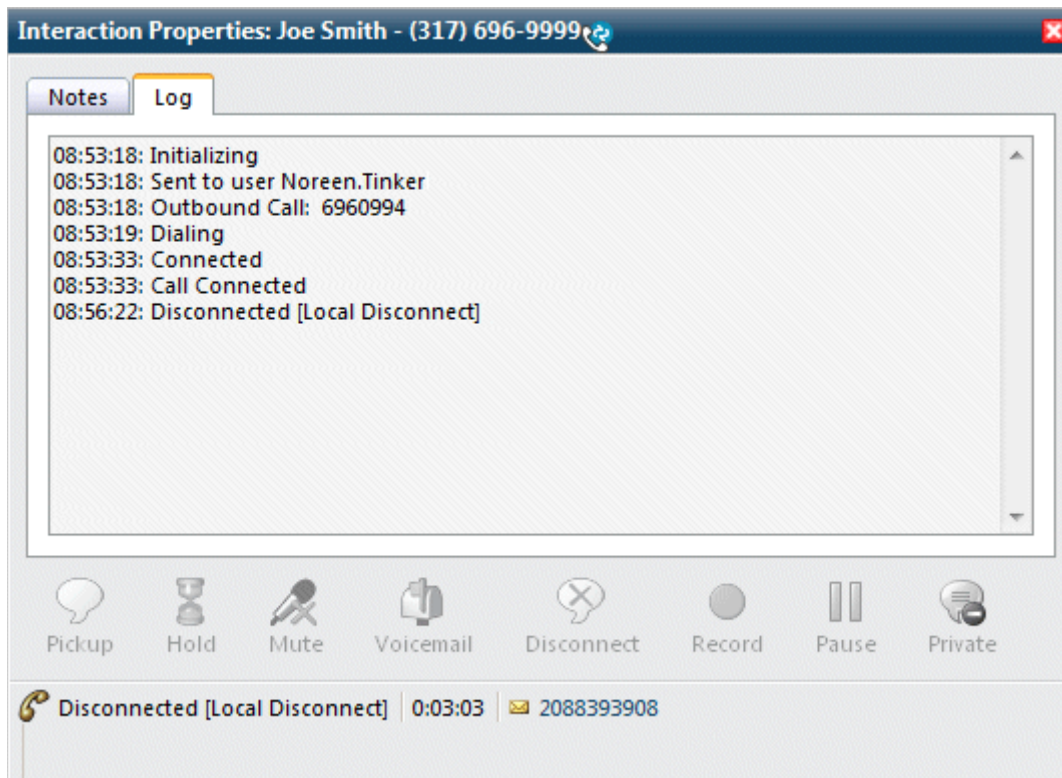 Interaction Properties: Joe Smith - (317) 696-9999
Notes Log
08:53:18: Initializing
08:53:18: Sent to user Noreen.Tinker
08:53:18: Outbound Call:  6960994
08:53:19: Dialing
08:53:33: Connected
08:53:33: Call Connected
08:56:22: Disconnected [Local Disconnect]
Pickup Hold Mute Voicemail Disconnect Record Pause Private
Disconnected [Local Disconnect] 0:03:03 2088393908